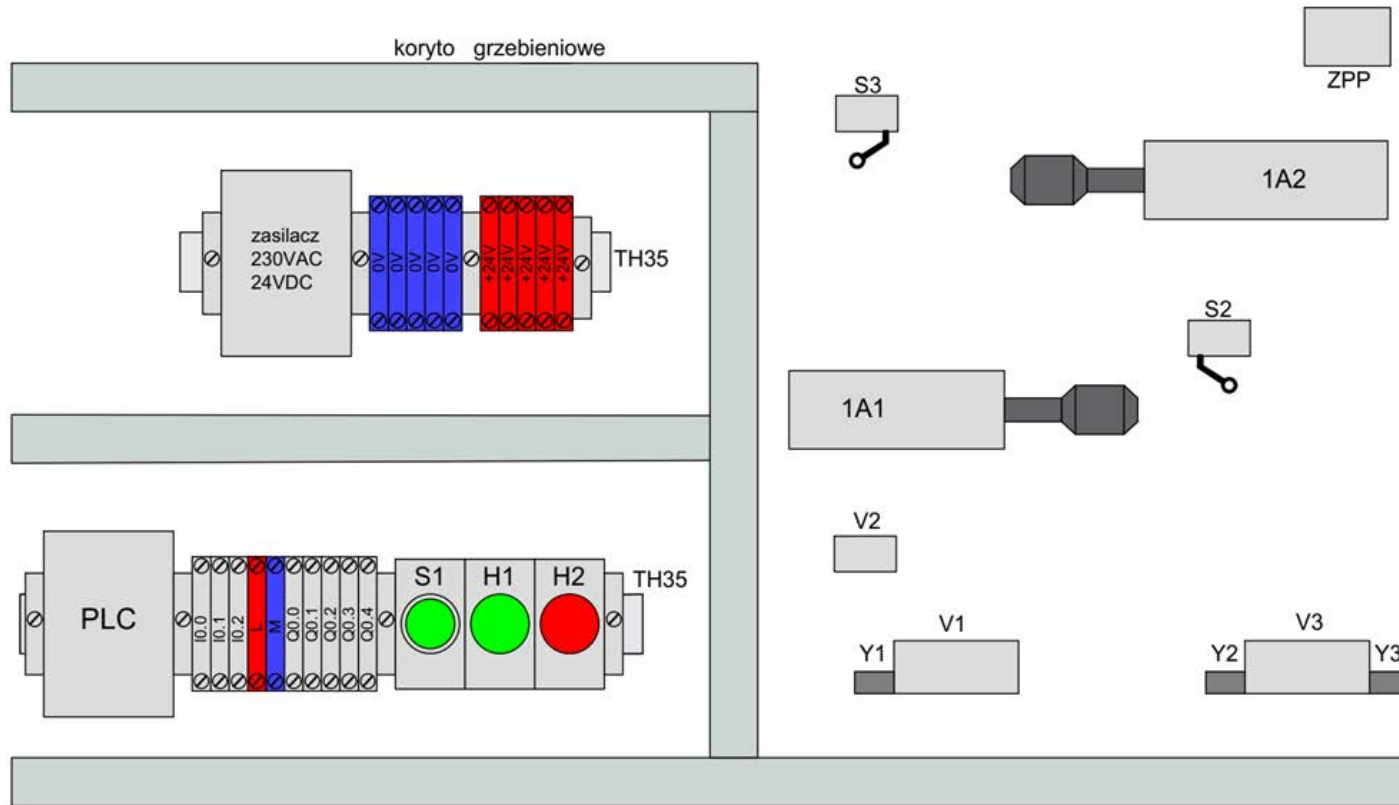 koryto grzebieniowe
ZPP
S3
1A2
zasilacz
230VAC
24VDC
0V
0V
0V
0V
0V
+24V
+24V
+24V
+24V
+24V
TH35
S2
1A1
V2
PLC
I0.0
I0.1
I0.2
L
M
Q0.0
Q0.1
Q0.2
Q0.3
Q0.4
S1
H1
H2
TH35
V1
Y1
V3
Y2
Y3